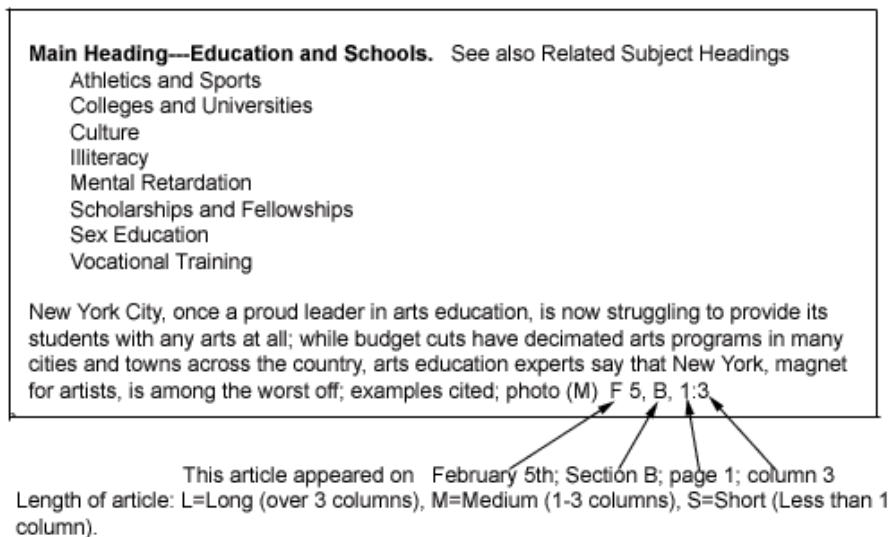 Main Heading---Education and Schools. See also Related Subject Headings
Athletics and Sports
Colleges and Universities
Culture
Illiteracy
Mental Retardation
Scholarships and Fellowships
Sex Education
Vocational Training
New York City, once a proud leader in arts education, is now struggling to provide its
students with any arts at all; while budget cuts have decimated arts programs in many
cities and towns across the country, arts education experts say that New York, magnet
for artists, is among the worst off; examples cited; photo (M) F 5, B, 1:3
This article appeared on February 5th; Section B; page 1; column 3
Length of article: L=Long (over 3 columns), M=Medium (1-3 columns), S=Short (Less than 1
column).